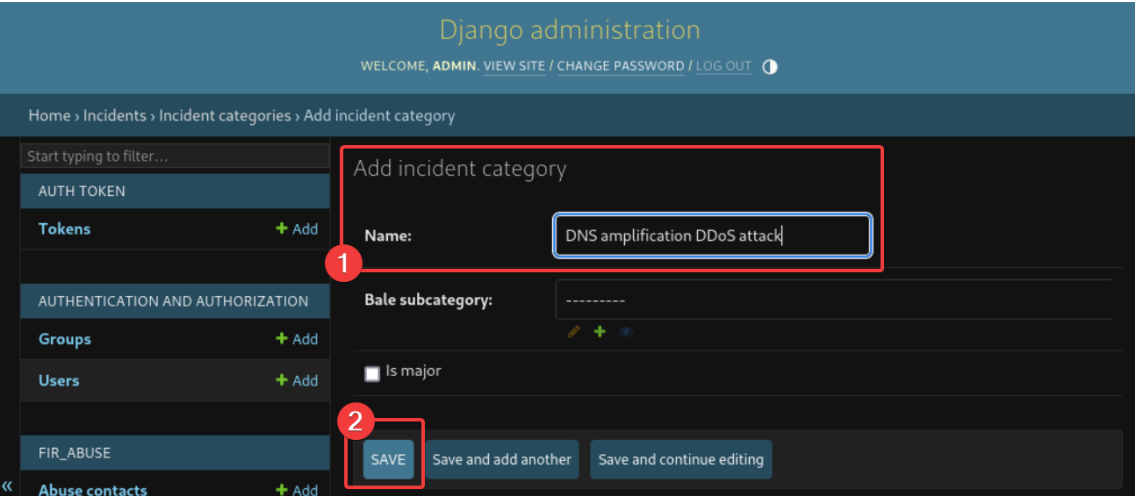 Django administration
WELCOME, ADMIN. VIEW SITE / CHANGE PASSWORD / LOG OUT
Home › Incidents › Incident categories › Add incident category
Start typing to filter...
AUTH TOKEN
Tokens + Add
AUTHENTICATION AND AUTHORIZATION
Groups + Add
Users + Add
FIR_ABUSE
Abuse contacts + Add
«
Add incident category
Name: DNS amplification DDoS attack
1
Bale subcategory: ---------
Is major
2
SAVE Save and add another Save and continue editing